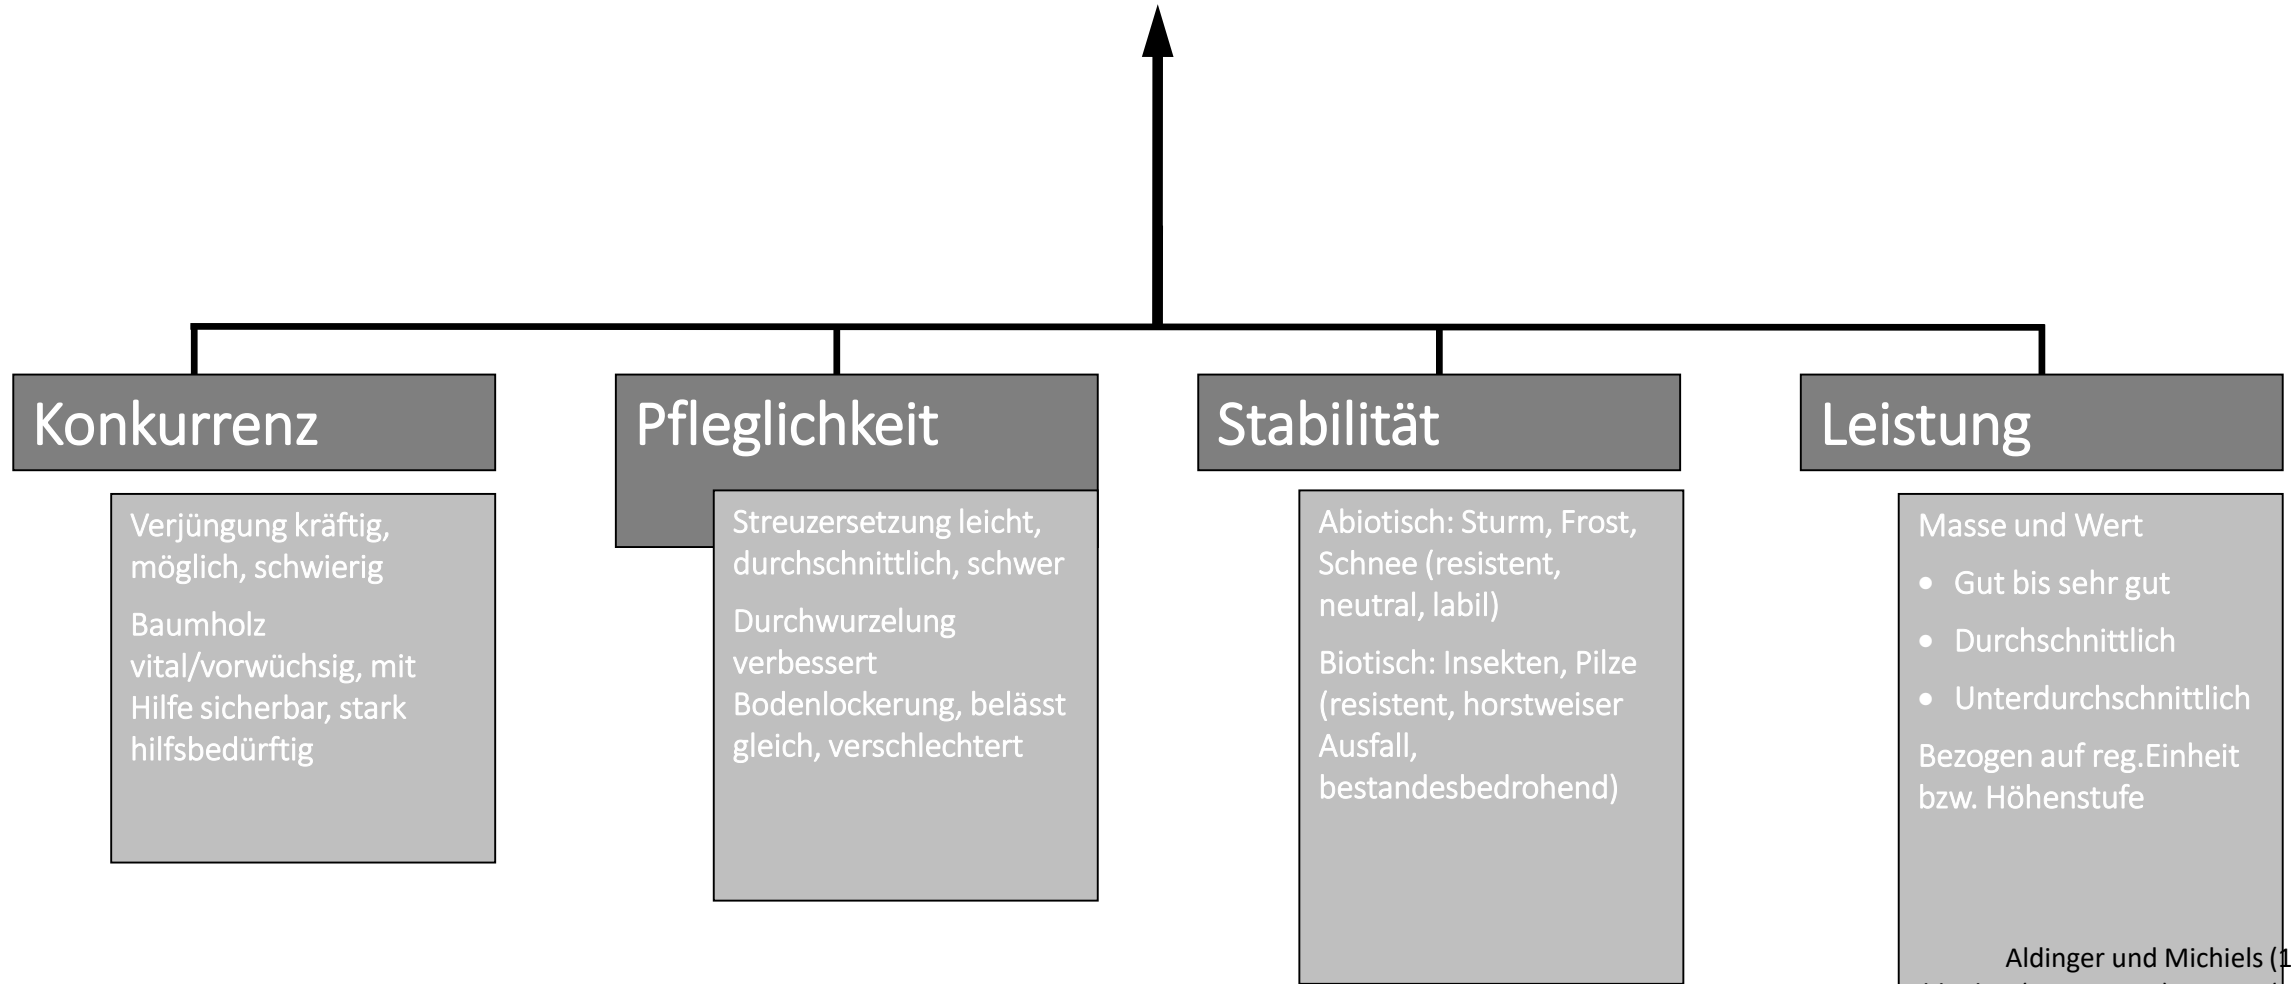 Konkurrenz
Verjüngung kräftig,
möglich, schwierig
Baumholz
vital/vorwüchsig, mit
Hilfe sicherbar, stark
hilfsbedürftig
Pfleglichkeit
Streuzersetzung leicht,
durchschnittlich, schwer
Durchwurzelung
verbessert
Bodenlockerung, belässt
gleich, verschlechtert
Stabilität
Abiotisch: Sturm, Frost,
Schnee (resistent,
neutral, labil)
Biotisch: Insekten, Pilze
(resistent, horstweiser
Ausfall,
bestandesbedrohend)
Leistung
Masse und Wert
• Gut bis sehr gut
• Durchschnittlich
• Unterdurchschnittlich
Bezogen auf reg.Einheit
bzw. Höhenstufe
Aldinger und Michiels (1